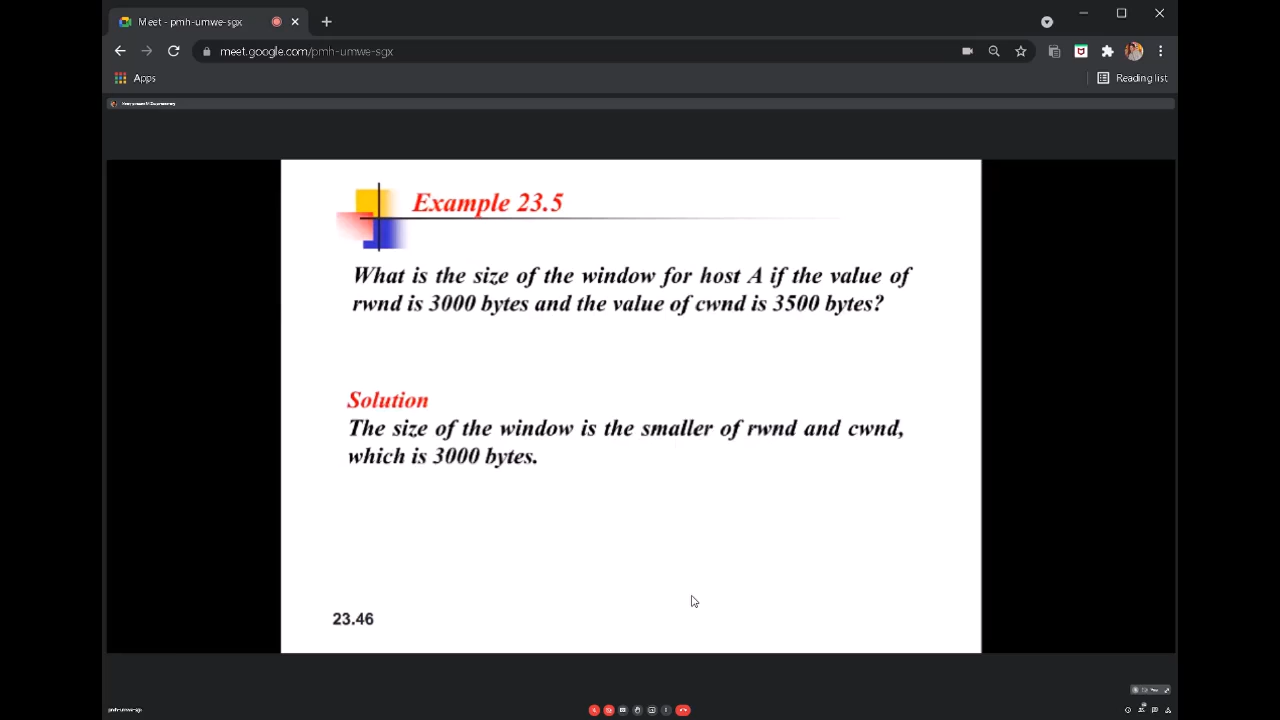 Meet - pmh-umwe-sgx
meet.google.com/pmh-umwe-sgx
Apps
Reading list
Example 23.5
What is the size of the window for host A if the value of
rwnd is 3000 bytes and the value of cwnd is 3500 bytes?
Solution
The size of the window is the smaller of rwnd and cwnd,
which is 3000 bytes.
23.46
pmh-umwe-sgx